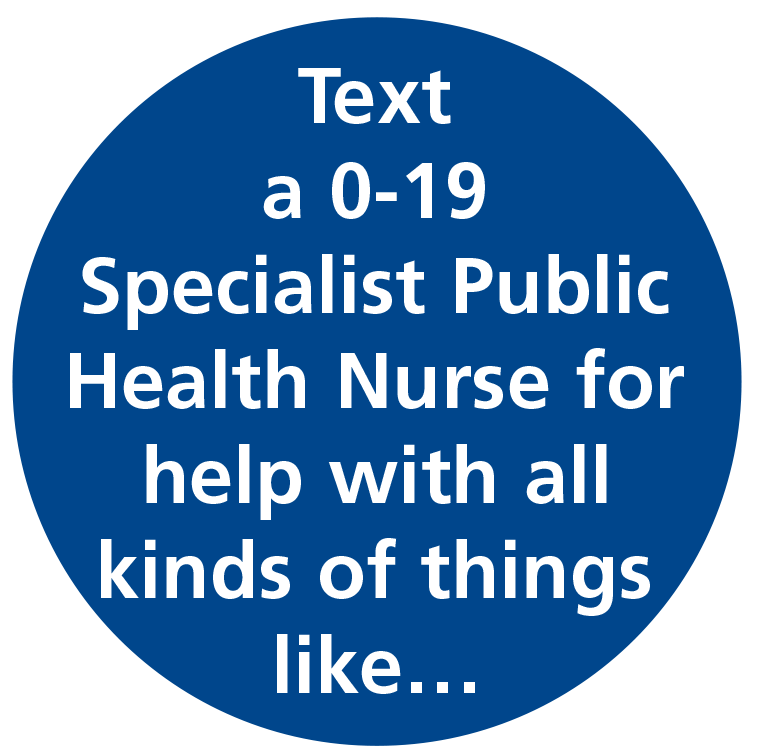 Text
a 0-19
Specialist Public
Health Nurse for
help with all
kinds of things
like...